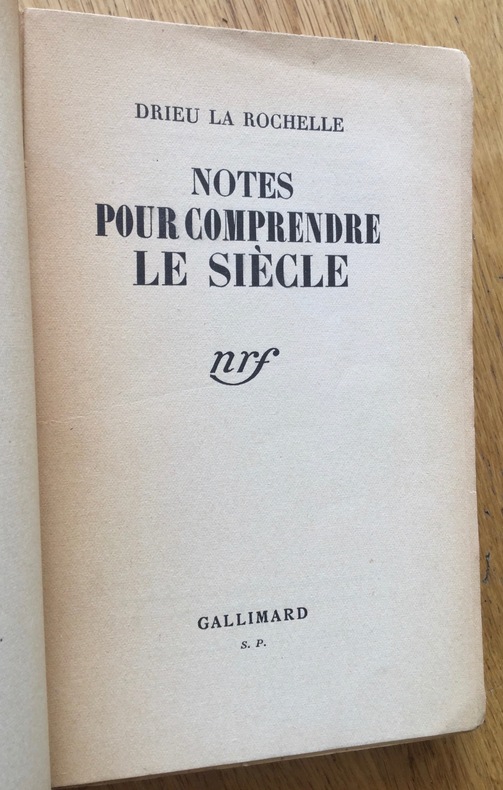 DRIEU LA ROCHELLE
NOTES
POUR COMPRENDRE
LE SIÈCLE
nrf
GALLIMARD
S. P.